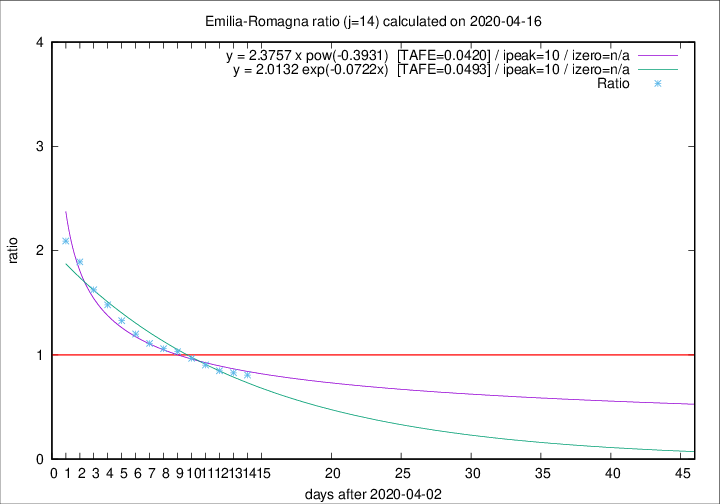 Emilia-Romagna ratio (j=14) calculated on 2020-04-16
y = 2.3757 x pow(-0.3931)  [TAFE=0.0420] / ipeak=10 / izero=n/a
y = 2.0132 exp(-0.0722x)  [TAFE=0.0493] / ipeak=10 / izero=n/a
Ratio
4
3
2
1
0
ratio
0 1 2 3 4 5 6 7 8 9 10 11 12 13 14 15 20 25 30 35 40 45
days after 2020-04-02